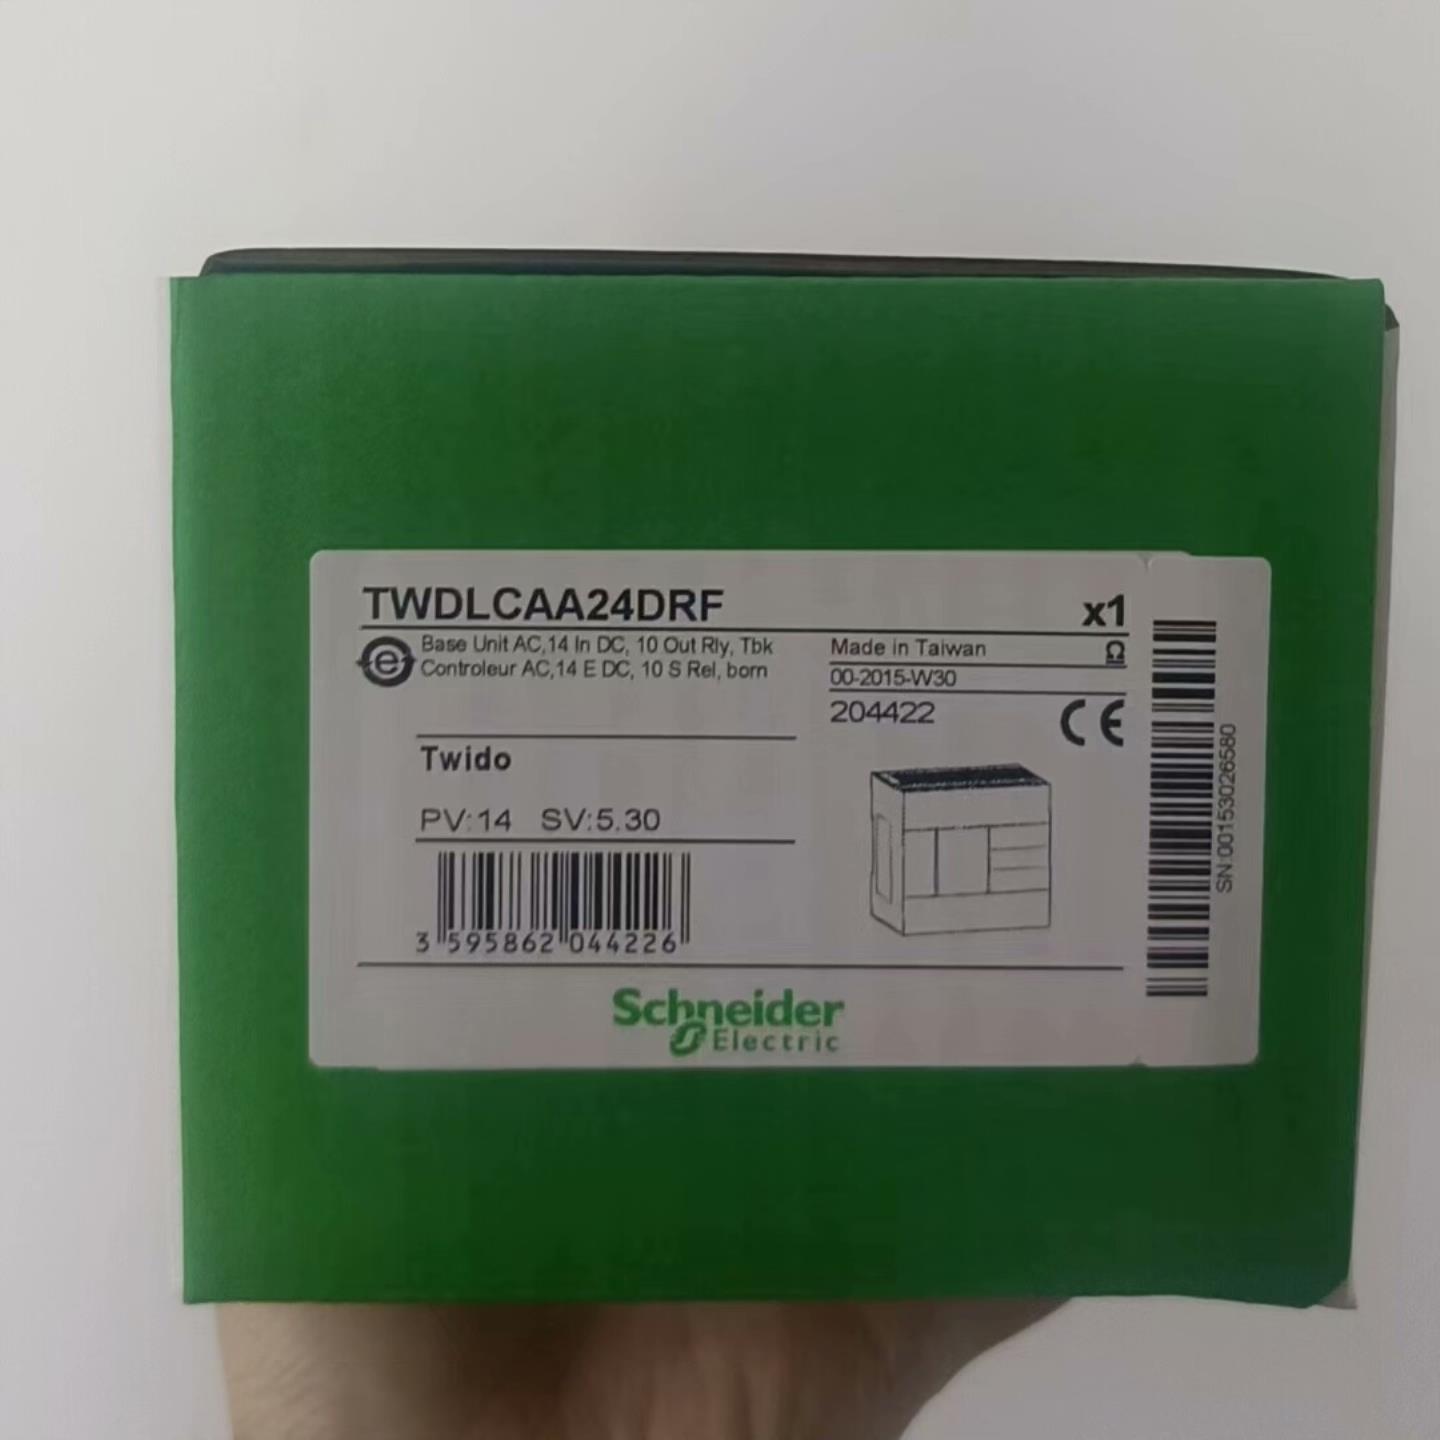 TWDLCAA24DRF x1
Base Unit AC,14 In DC, 10 Out Rly, Tbk
Controleur AC,14 E DC, 10 S Rel, born
Made in Taiwan Ω
00-2015-W30
204422
CE
Twido
PV:14 SV:5.30
3 595862 044226
SN:00153026580
Schneider
Electric